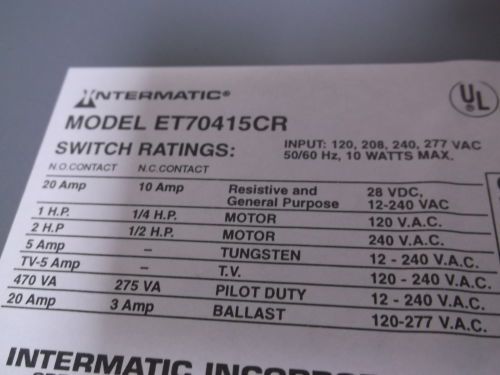 INTERMATIC®
UL
MODEL ET70415CR
SWITCH RATINGS: INPUT: 120, 208, 240, 277 VAC
50/60 Hz, 10 WATTS MAX.
N.O.CONTACT N.C.CONTACT
20 Amp 10 Amp Resistive and 28 VDC,
General Purpose 12-240 VAC
1 H.P. 1/4 H.P. MOTOR 120 V.A.C.
2 H.P 1/2 H.P. MOTOR 240 V.A.C.
5 Amp – TUNGSTEN 12 - 240 V.A.C.
TV-5 Amp – T.V. 120 - 240 V.A.C.
470 VA 275 VA PILOT DUTY 12 - 240 V.A.C.
20 Amp 3 Amp BALLAST 120-277 V.A.C.
INTERMATIC